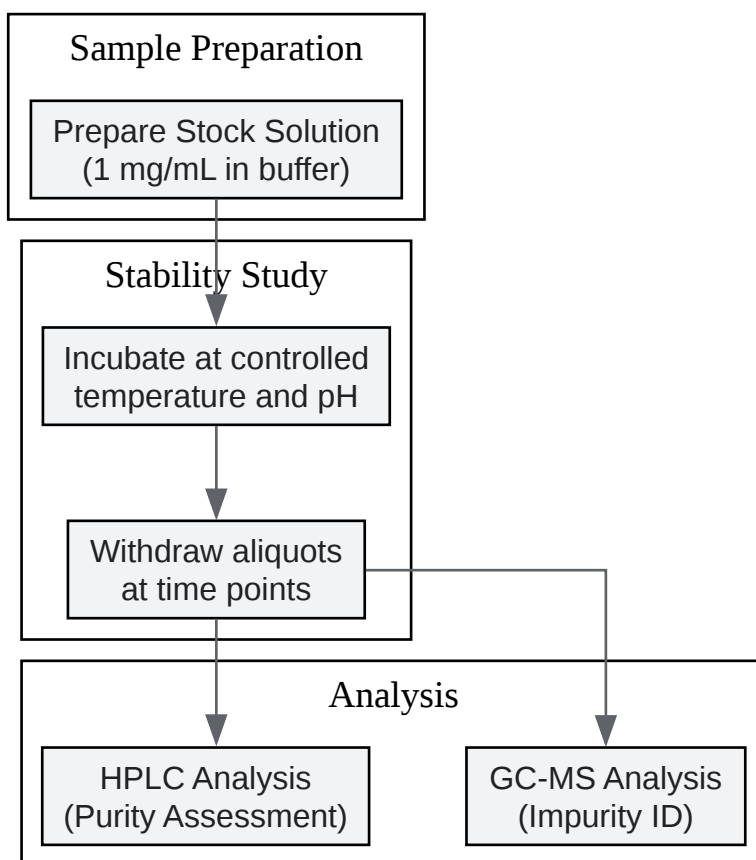 Sample Preparation
Prepare Stock Solution
(1 mg/mL in buffer)
Stability Study
Incubate at controlled
temperature and pH
Withdraw aliquots
at time points
Analysis
HPLC Analysis
(Purity Assessment)
GC-MS Analysis
(Impurity ID)